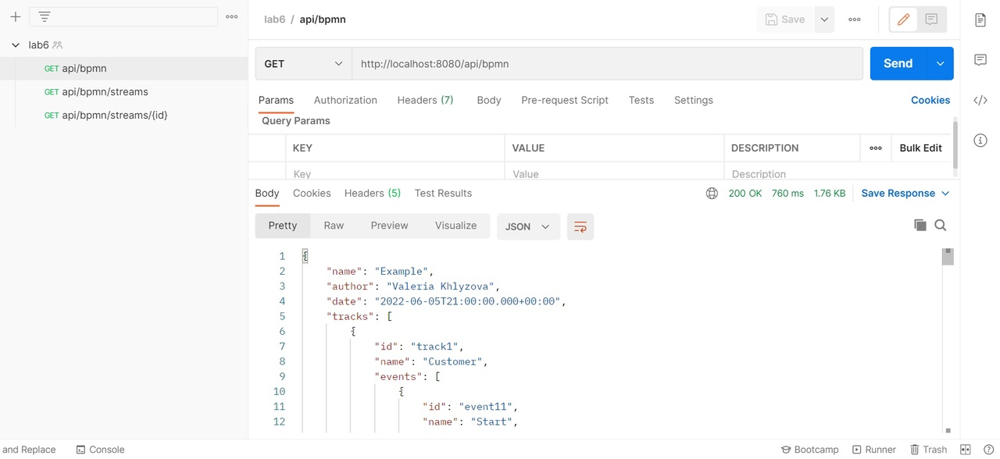 lab6 / api/bpmn
Save
lab6
GET api/bpmn
GET api/bpmn/streams
GET api/bpmn/streams/{id}
GET
http://localhost:8080/api/bpmn
Send
Params Authorization Headers (7) Body Pre-request Script Tests Settings Cookies
Query Params
KEY VALUE DESCRIPTION Bulk Edit
Key Value Description
Body Cookies Headers (5) Test Results 200 OK 760 ms 1.76 KB Save Response
Pretty Raw Preview Visualize JSON
1 {
2 "name": "Example",
3 "author": "Valeria Khlyzova",
4 "date": "2022-06-05T21:00:00.000+00:00",
5 "tracks": [
6 {
7 "id": "track1",
8 "name": "Customer",
9 "events": [
10 {
11 "id": "event11",
12 "name": "Start",
and Replace Console Bootcamp Runner Trash